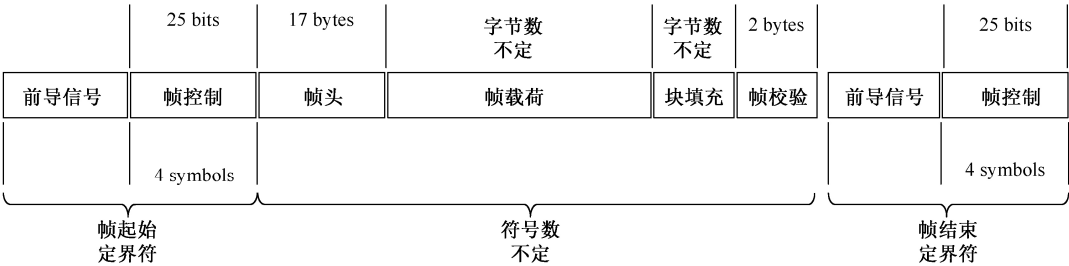 25 bits
17 bytes
字节数
不定
字节数
不定
2 bytes
25 bits
前导信号
帧控制
帧头
帧载荷
块填充
帧校验
前导信号
帧控制
4 symbols
4 symbols
帧起始
定界符
符号数
不定
帧结束
定界符